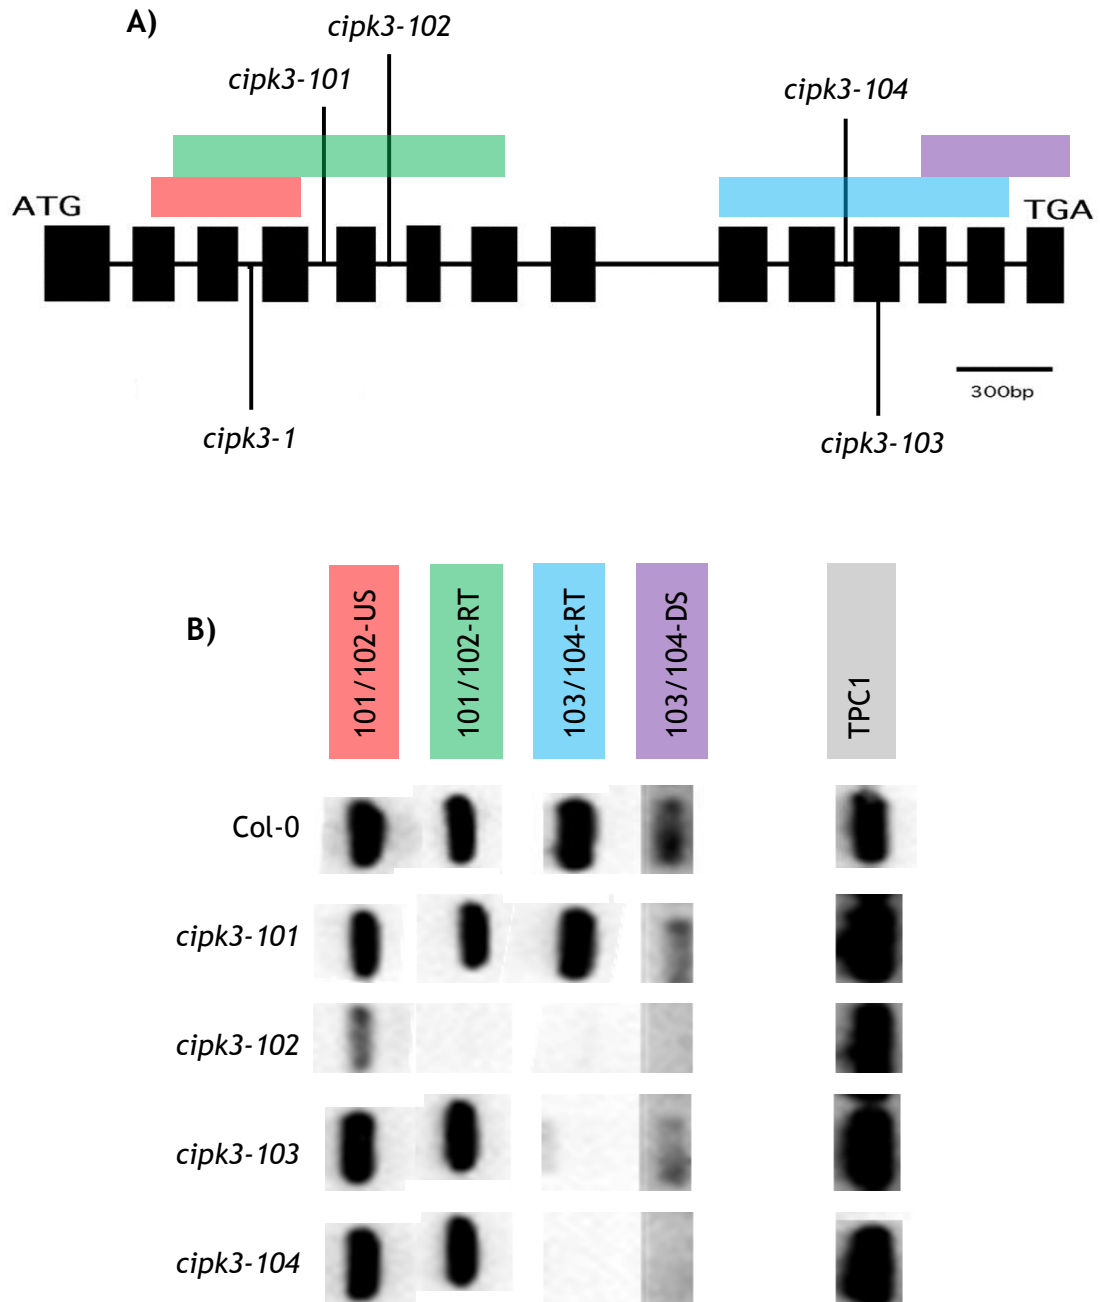 A)
cipk3-102
cipk3-101
cipk3-104
ATG
TGA
300bp
cipk3-1
cipk3-103
B)
101/102-US
101/102-RT
103/104-RT
103/104-DS
TPC1
Col-0
cipk3-101
cipk3-102
cipk3-103
cipk3-104